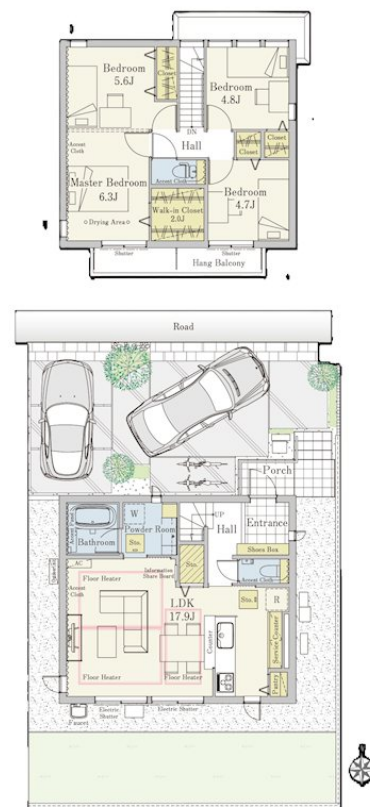 Bedroom
5.6J
Closet
Bedroom
4.8J
DN
Hall
Closet
Closet
Accent
Cloth
Accent Cloth
Master Bedroom
6.3J
Drying Area
Walk-in Closet
2.0J
Bedroom
4.7J
Shutter
Shutter
Hang Balcony
Road
Porch
W
Powder Room
Sto.
Bathroom
UP
Hall
Entrance
Shoes Box
AC
Accent
Cloth
Floor Heater
Informative
Share Board
Sto.
Accent Cloth
LDK
17.9J
Sto.
R
Counter
Service Counter
Floor Heater
Floor Heater
Pantry
Faucet
Electric
Shutter
Electric Shutter